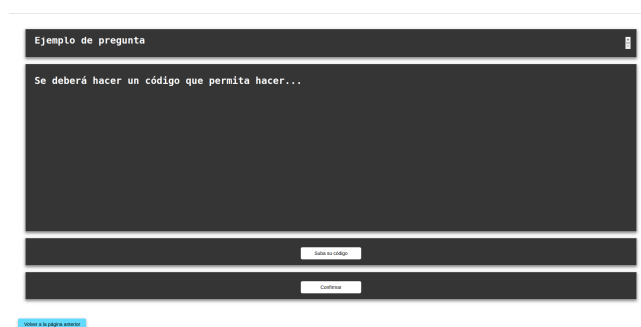 Ejemplo de pregunta
Se deberá hacer un código que permita hacer...
Suba su código
Confirmar
Volver a la página anterior